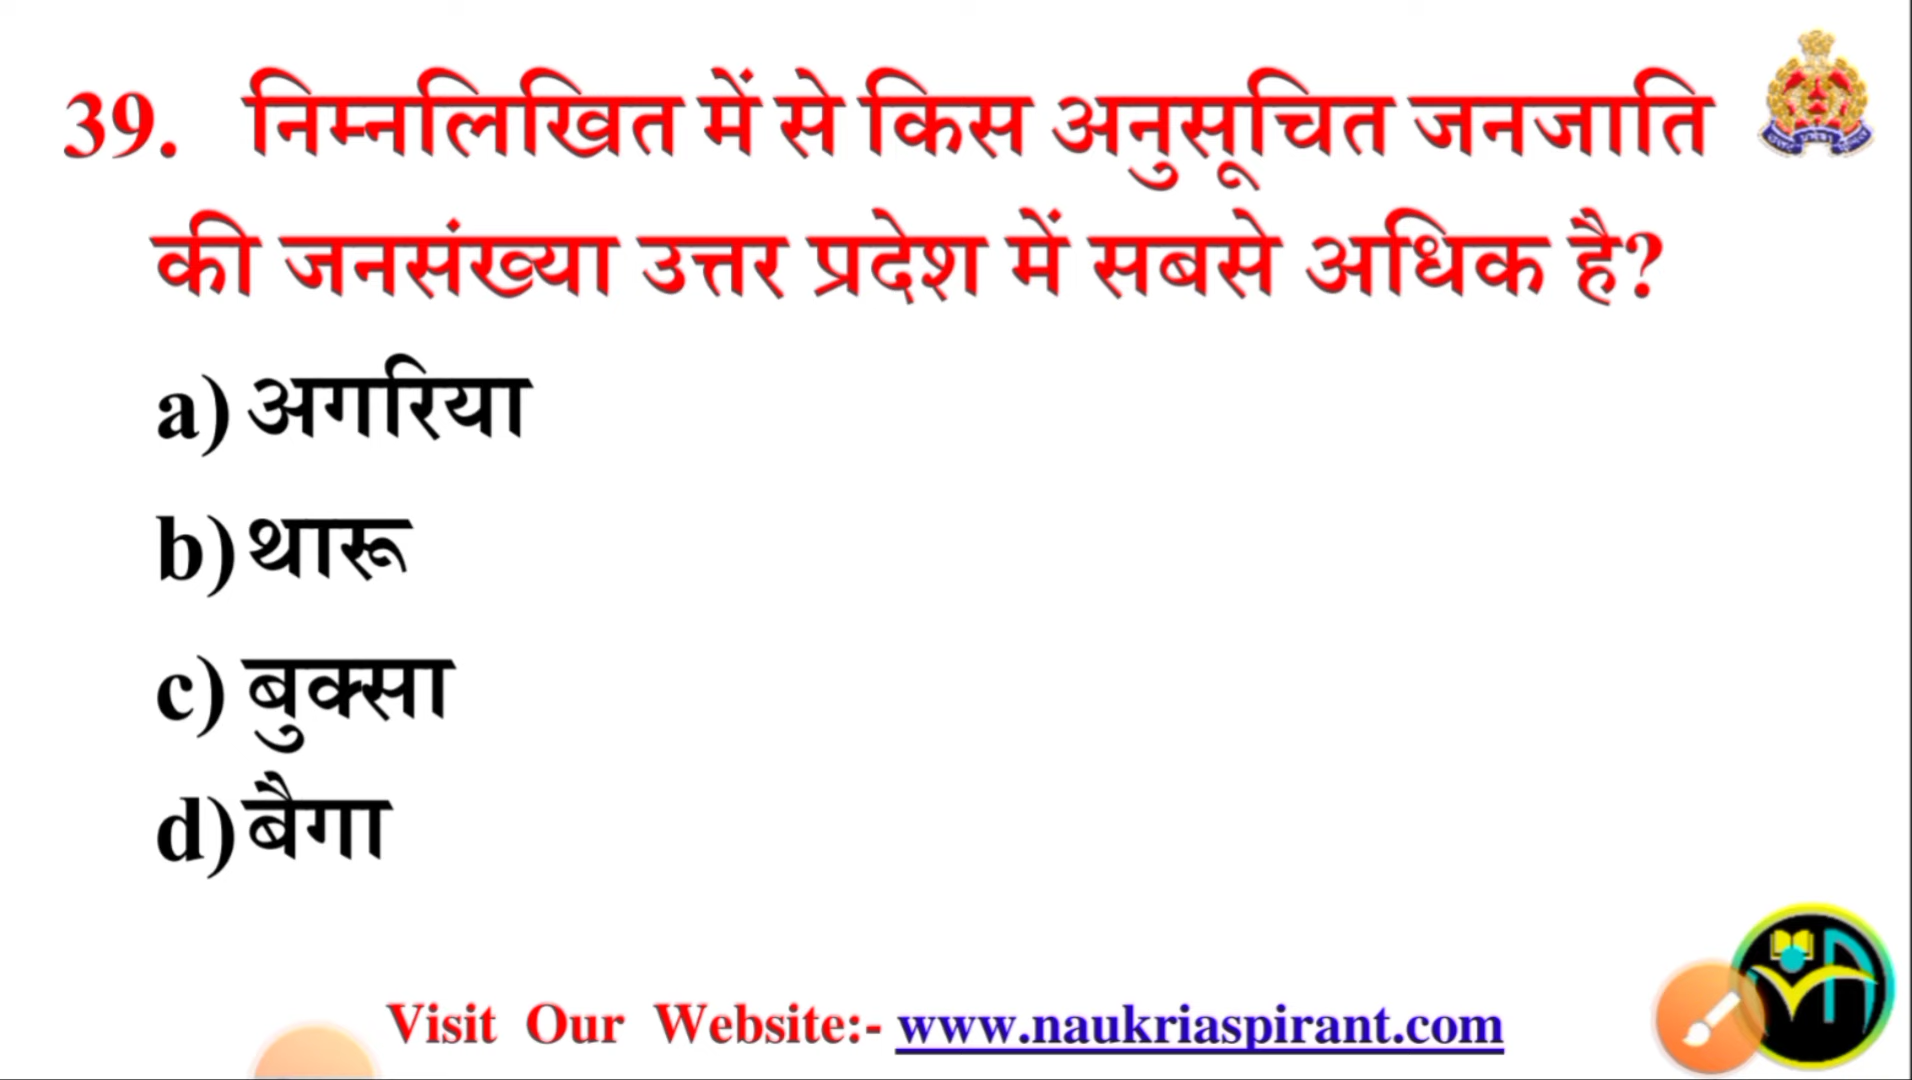 39. निम्नलिखित में से किस अनुसूचित जनजाति
की जनसंख्या उत्तर प्रदेश में सबसे अधिक है?
a) अगरिया
b) थारू
c) बुक्सा
d) बैगा
Visit Our Website:- www.naukriaspirant.com